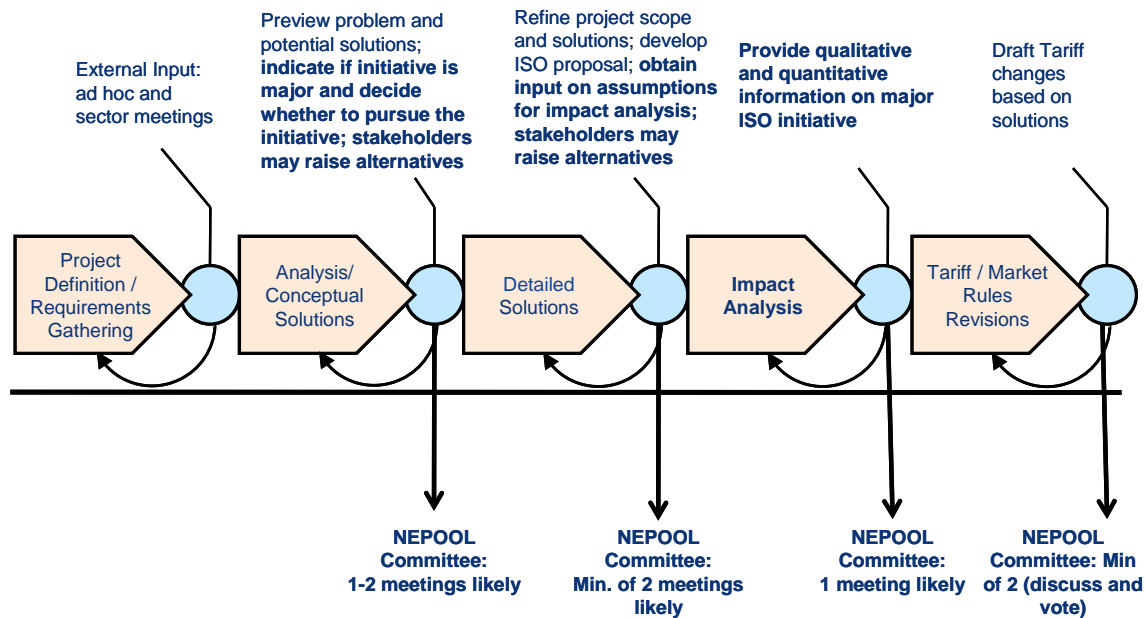 External Input:
ad hoc and
sector meetings
Preview problem and
potential solutions;
indicate if initiative is
major and decide
whether to pursue the
initiative; stakeholders
may raise alternatives
Refine project scope
and solutions; develop
ISO proposal; obtain
input on assumptions
for impact analysis;
stakeholders may
raise alternatives
Provide qualitative
and quantitative
information on major
ISO initiative
Draft Tariff
changes
based on
solutions
Project
Definition /
Requirements
Gathering
Analysis/
Conceptual
Solutions
Detailed
Solutions
Impact
Analysis
Tariff / Market
Rules
Revisions
NEPOOL
Committee:
1-2 meetings likely
NEPOOL
Committee:
Min. of 2 meetings
likely
NEPOOL
Committee:
1 meeting likely
NEPOOL
Committee: Min
of 2 (discuss and
vote)